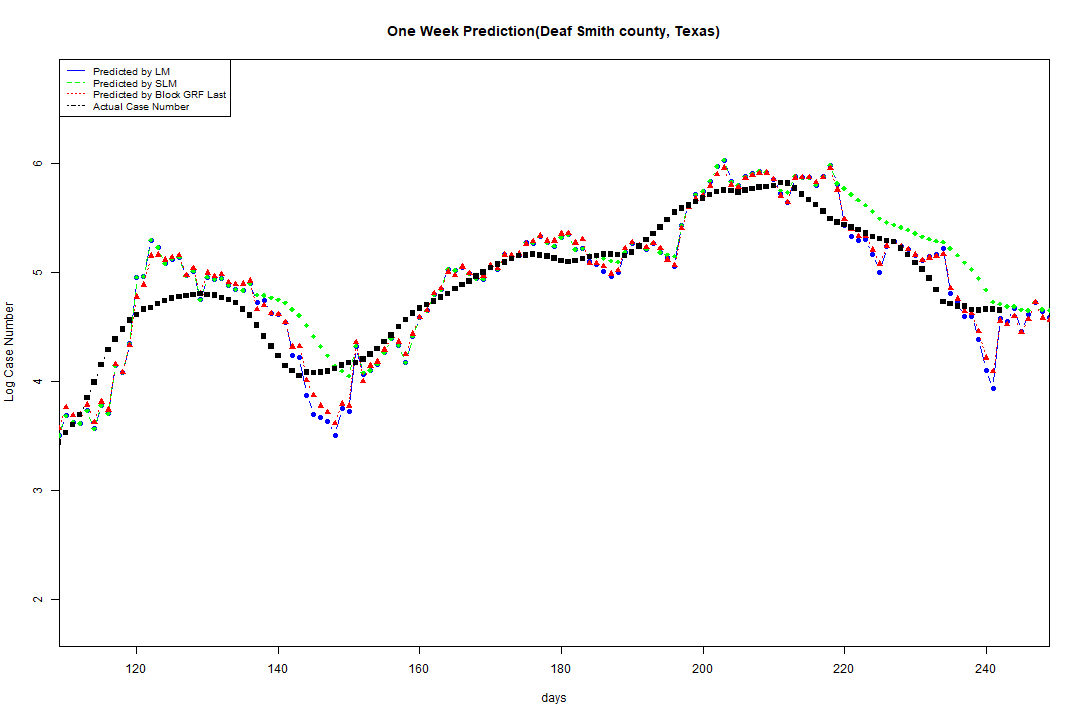 One Week Prediction(Deaf Smith county, Texas)
Predicted by LM
Predicted by SLM
Predicted by Block GRF Last
Actual Case Number
Log Case Number
6
5
4
3
2
120 140 160 180 200 220 240
days